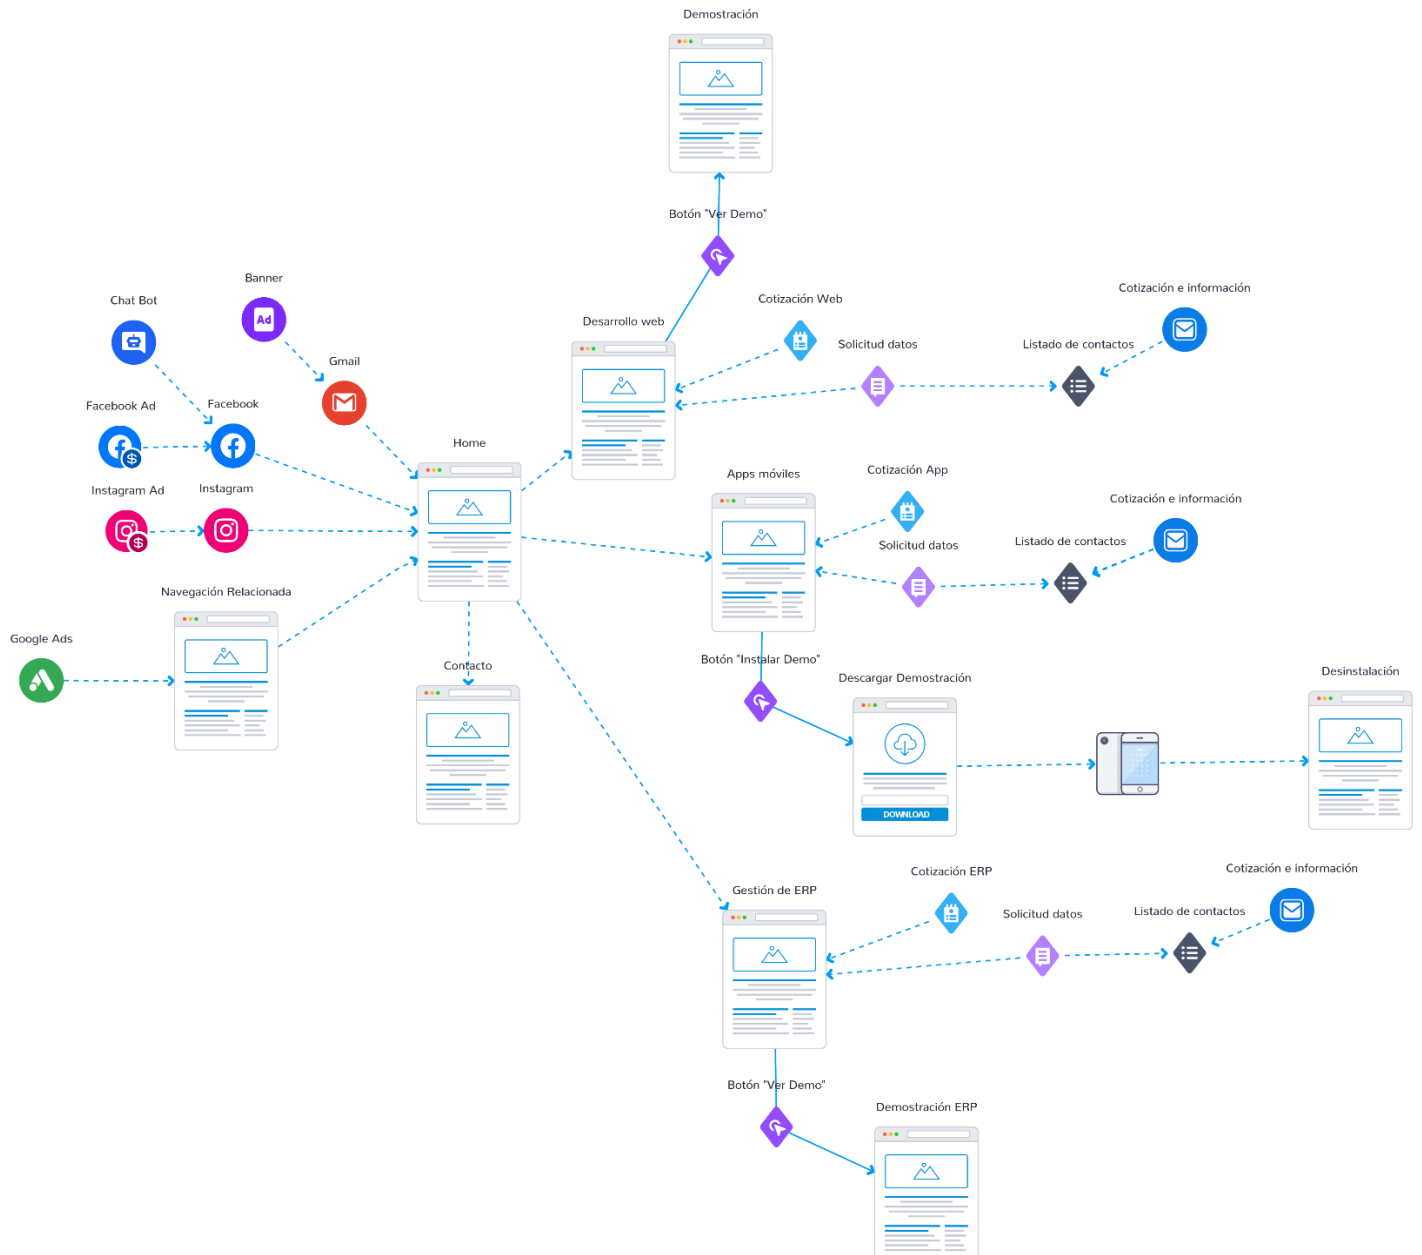 Demostración
Botón "Ver Demo"
Banner
Ad
Chat Bot
Cotización e información
Cotización Web
Desarrollo web
Solicitud datos
Listado de contactos
Gmail
Facebook Ad
$
Facebook
Home
Cotización App
Apps móviles
Instagram Ad
$
Instagram
Cotización e información
Solicitud datos
Listado de contactos
Navegación Relacionada
Google Ads
Contacto
Botón "Instalar Demo"
Descargar Demostración
Desinstalación
DOWNLOAD
Cotización ERP
Cotización e información
Gestión de ERP
Solicitud datos
Listado de contactos
Botón "Ver Demo"
Demostración ERP